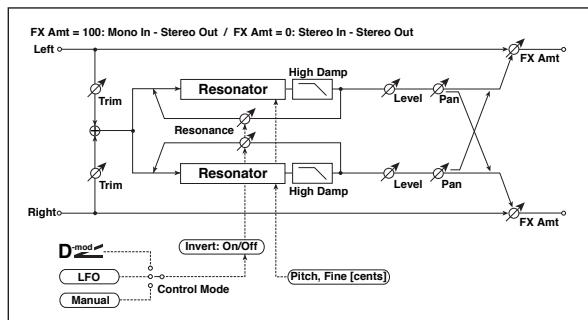 FX Amt = 100: Mono In - Stereo Out / FX Amt = 0: Stereo In - Stereo Out
Left
FX Amt
High Damp
Resonator
Trim
Level
Pan
Resonance
Resonator
Trim
High Damp
Level
Pan
Right
FX Amt
D-mod
Invert: On/Off
LFO
Pitch, Fine [cents]
Control Mode
Manual